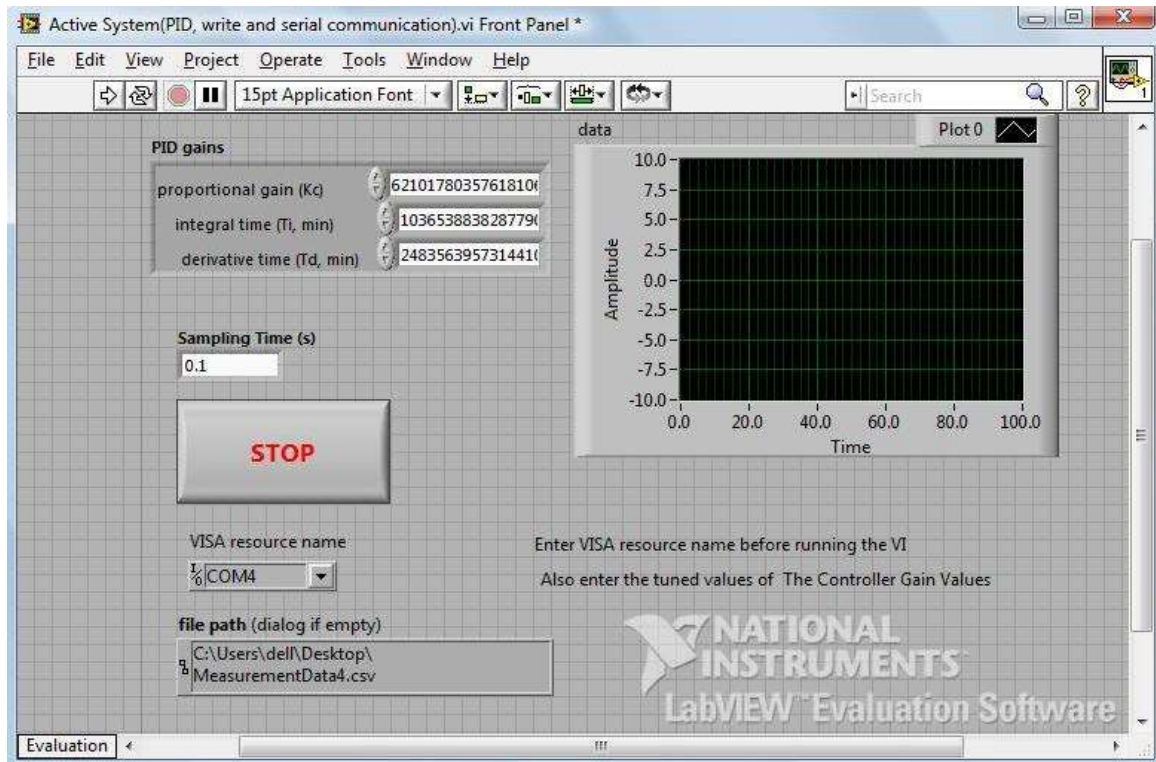 Active System(PID, write and serial communication).vi Front Panel *
File Edit View Project Operate Tools Window Help
15pt Application Font
Search
1
PID gains
proportional gain (Kc)
integral time (Ti, min)
derivative time (Td, min)
Sampling Time (s)
0.1
STOP
VISA resource name
COM4
file path (dialog if empty)
C:\Users\dell\Desktop\
MeasurementData4.csv
data
Plot 0
10.0
7.5
5.0
2.5
0.0
-2.5
-5.0
-7.5
-10.0
Amplitude
0.0 20.0 40.0 60.0 80.0 100.0
Time
Enter VISA resource name before running the VI
Also enter the tuned values of The Controller Gain Values
NATIONAL
INSTRUMENTS
LabVIEW™ Evaluation Software
Evaluation